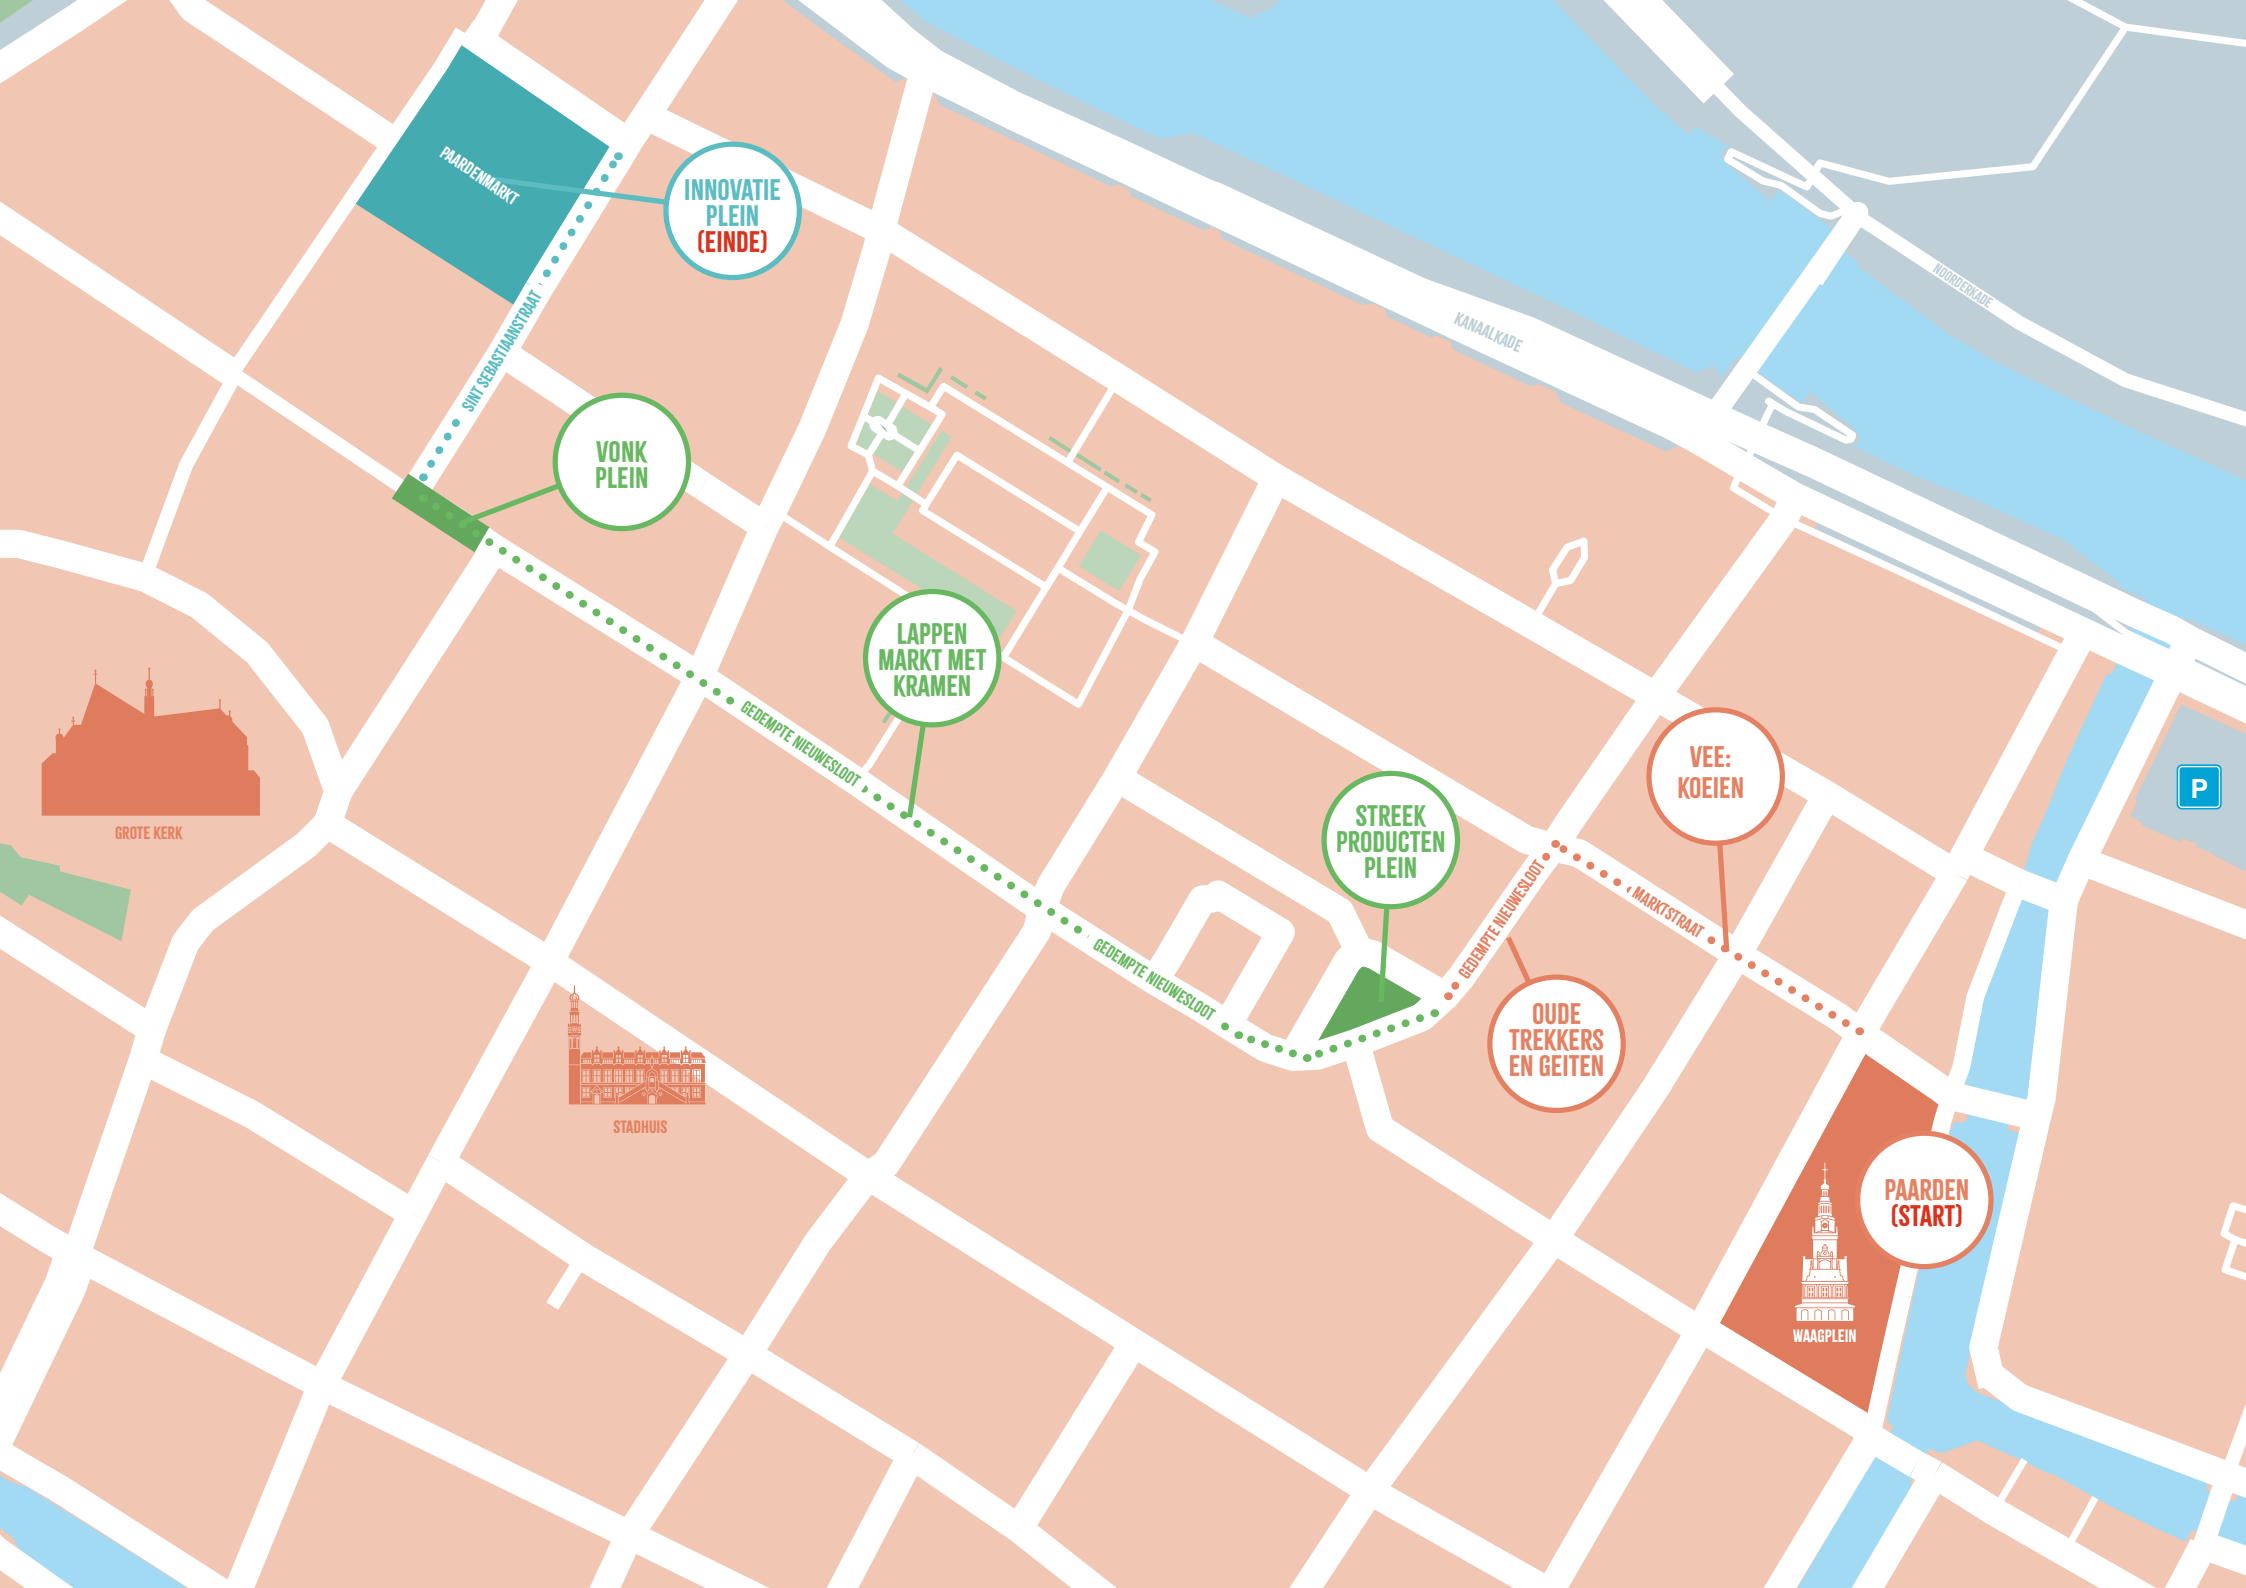 PAARDENMARKT
INNOVATIE
PLEIN
(EINDE)
SINT SEBASTIAANSTRAAT
NOORDERKADE
KANAALKADE
VONK
PLEIN
LAPPEN
MARKT MET
KRAMEN
GEDEMPTE NIEUWESLOOT
VEE:
KOEIEN
P
STREEK
PRODUCTEN
PLEIN
GROTE KERK
GEDEMPTE NIEUWESLOOT
MARKTSTRAAT
GEDEMPTE NIEUWESLOOT
OUDE
TREKKERS
EN GEITEN
STADHUIS
PAARDEN
(START)
WAAGPLEIN